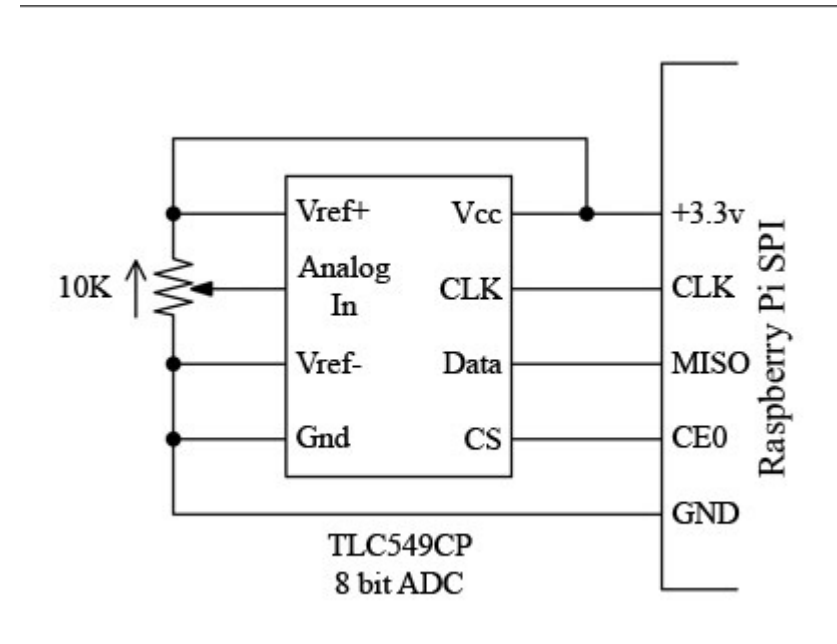 Vref+
Vcc
+3.3v
10K
Analog
In
CLK
CLK
Vref-
Data
MISO
Gnd
CS
CE0
GND
Raspberry Pi SPI
TLC549CP
8 bit ADC